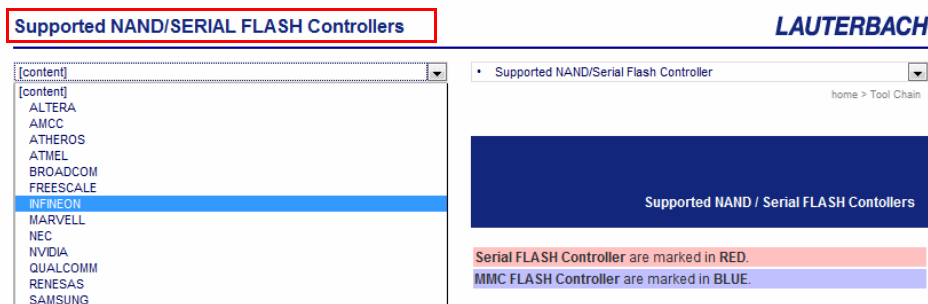 Supported NAND/SERIAL FLASH Controllers
LAUTERBACH
[content]
[content]
ALTERA
AMCC
ATHEROS
ATMEL
BROADCOM
FREESCALE
INFINEON
MARVELL
NEC
NVIDIA
QUALCOMM
RENESAS
SAMSUNG
• Supported NAND/Serial Flash Controller
home > Tool Chain
Supported NAND / Serial FLASH Contollers
Serial FLASH Controller are marked in RED.
MMC FLASH Controller are marked in BLUE.